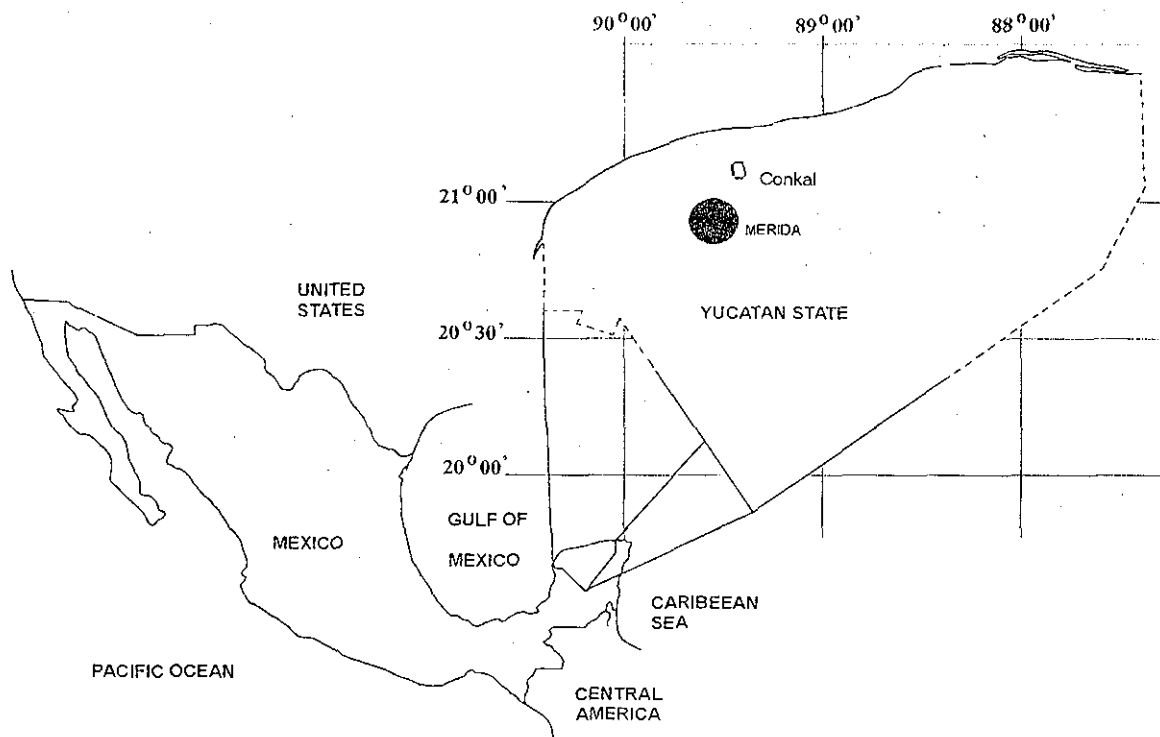 90°00' 89°00' 88°00'
Conkal
21°00'
MERIDA
UNITED
STATES
YUCATAN STATE
20°30'
20°00'
GULF OF
MEXICO
MEXICO
CARIBEEAN
SEA
PACIFIC OCEAN
CENTRAL
AMERICA